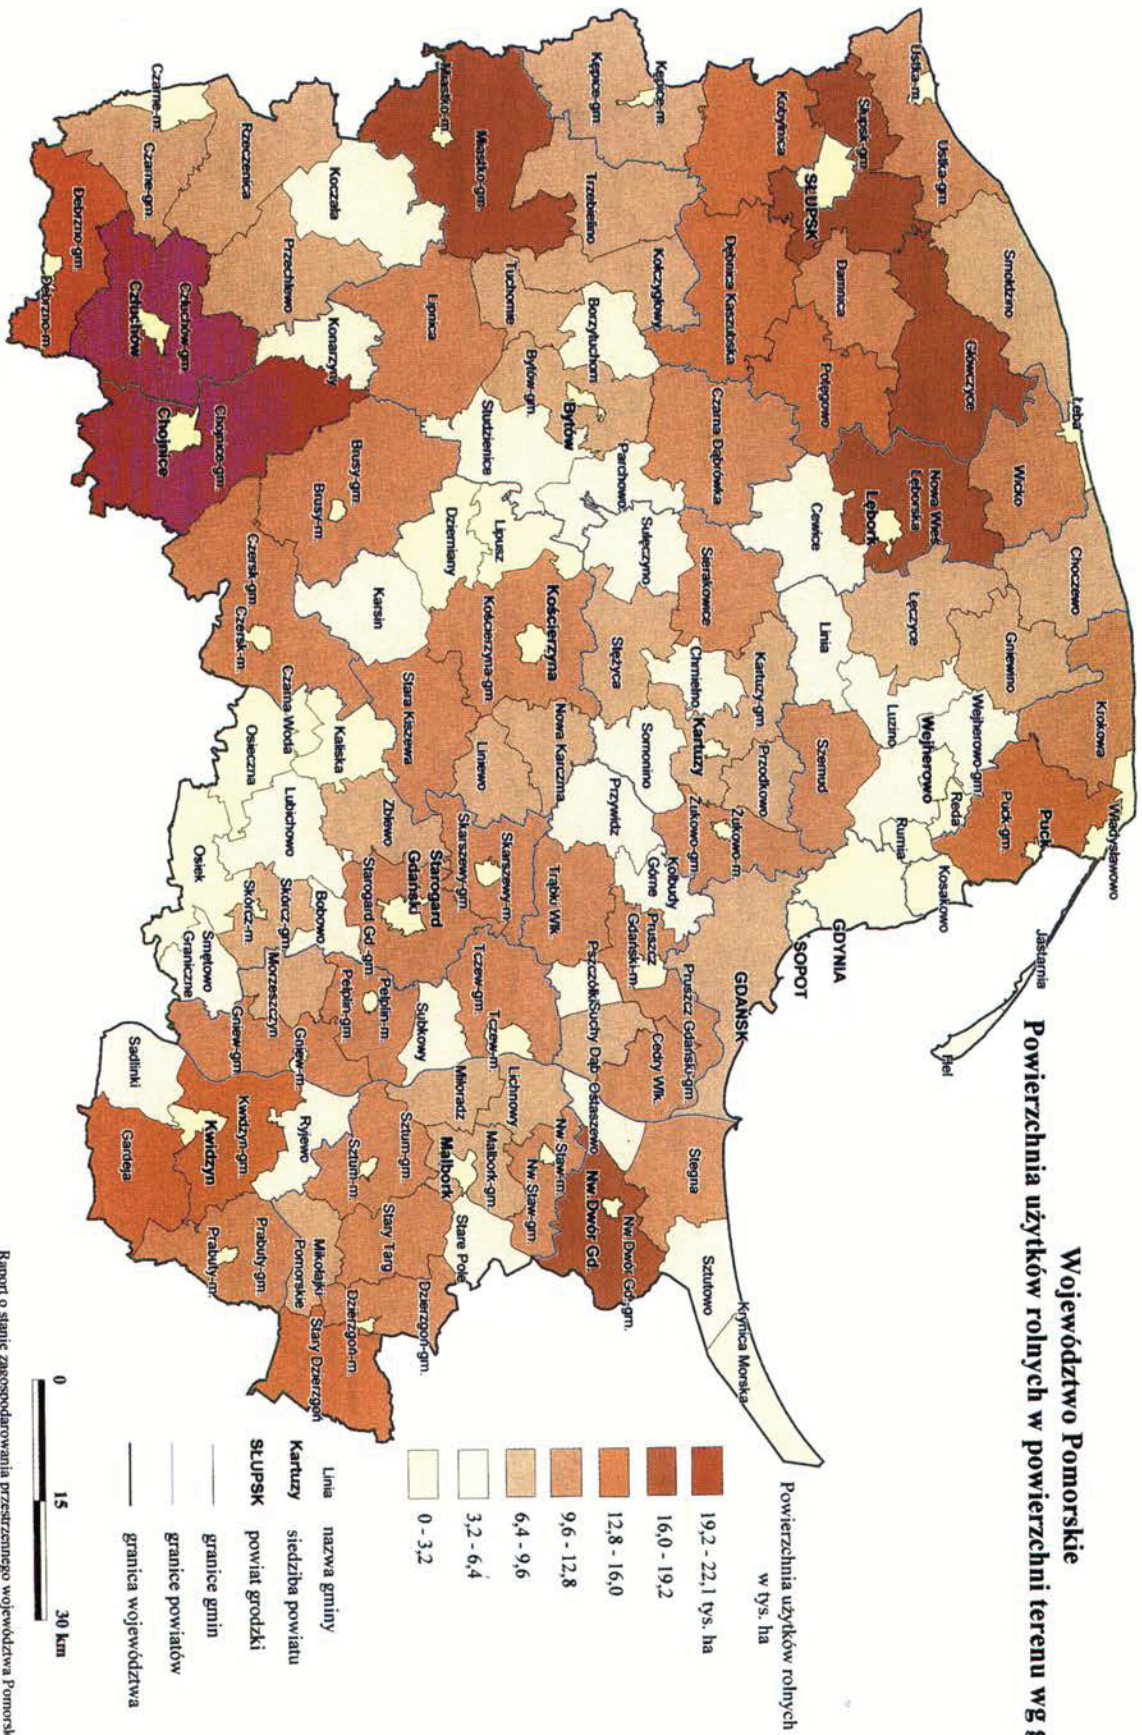 Województwo Pomorskie
Powierzchnia użytków rolnych w powierzchni terenu wg
Ustka-m.
Ustka-gm.
Smołdzino
Łeba
Choczewo
Krokowa
Władysławowo
Jastarnia
Hel
Słupsk-gm.
SŁUPSK
Główczyce
Wicko
Gniewino
Puck
Puck-gm.
Kobylnica
Damnica
Potęgowo
Nowa Wieś
Lęborska
Lębork
Łęczyce
Wejherowo-gm.
Wejherowo
Reda
Rumia
Kosakowo
Luzino
GDYNIA
SOPOT
Kępice-m.
Kępice-gm.
Dębnica Kaszubska
Czarna Dąbrówka
Cewice
Linia
Szemud
Trzebielino
Kołczygłowy
Sierakowice
Kartuzy-gm.
Kartuzy
Przodkowo
Żukowo-m.
Żukowo-gm.
Chmielno
Miastko-m.
Miastko-gm.
Tuchomie
Borzytuchom
Bytów-gm.
Bytów
Parchowo
Sulęczyno
Stężyca
Somonino
Przywidz
Kolbudy
Górne
Pruszcz
Gdański-m.
Pruszcz Gdański-gm
GDAŃSK
Lipnica
Studzienice
Lipusz
Dziemiany
Kościerzyna
Kościerzyna-gm.
Nowa Karczma
Liniewo
Trąbki Wlk.
Pszczółki
Suchy Dąb
Cedry Wlk.
Ostaszewo
Stegna
Sztutowo
Krynica Morska
Koczała
Rzeczenica
Przechlewo
Konarzyny
Brusy-gm.
Brusy-m.
Karsin
Stara Kiszewa
Skarszewy-m.
Skarszewy-gm.
Tczew-gm.
Tczew-m.
Lichnowy
Nw. Staw-m.
Nw. Staw-gm.
Nw. Dwór Gd.
Nw. Dwór Gd.-gm.
Czarne-m.
Czarne-gm.
Człuchów-gm.
Człuchów
Chojnice-gm.
Chojnice
Czersk-gm.
Czersk-m.
Czarna Woda
Kaliska
Osieczna
Zblewo
Lubichowo
Starogard
Gdański
Starogard Gd.-gm.
Bobowo
Subkowy
Pelplin-m.
Pelplin-gm.
Miłoradz
Malbork-gm.
Malbork
Stare Pole
Debrzno-gm.
Debrzno-m.
Osiek
Skórcz-gm.
Skórcz-m.
Smętowo
Graniczne
Morzeszczyn
Gniew-gm.
Gniew-m.
Ryjewo
Sztum-gm.
Sztum-m.
Stary Targ
Dzierzgoń-gm.
Dzierzgoń-m.
Mikołajki
Pomorskie
Stary Dzierzgoń
Sadlinki
Kwidzyn
Kwidzyn-gm.
Gardeja
Prabuty-gm.
Prabuty-m.
Powierzchnia użytków rolnych
w tys. ha
19,2 - 22,1 tys. ha
16,0 - 19,2
12,8 - 16,0
9,6 - 12,8
6,4 - 9,6
3,2 - 6,4
0 - 3,2
Linia nazwa gminy
Kartuzy siedziba powiatu
SŁUPSK powiat grodzki
granice gmin
granice powiatów
granica województwa
0 15 30 km
Raport o stanie zagospodarowania przestrzennego województwa